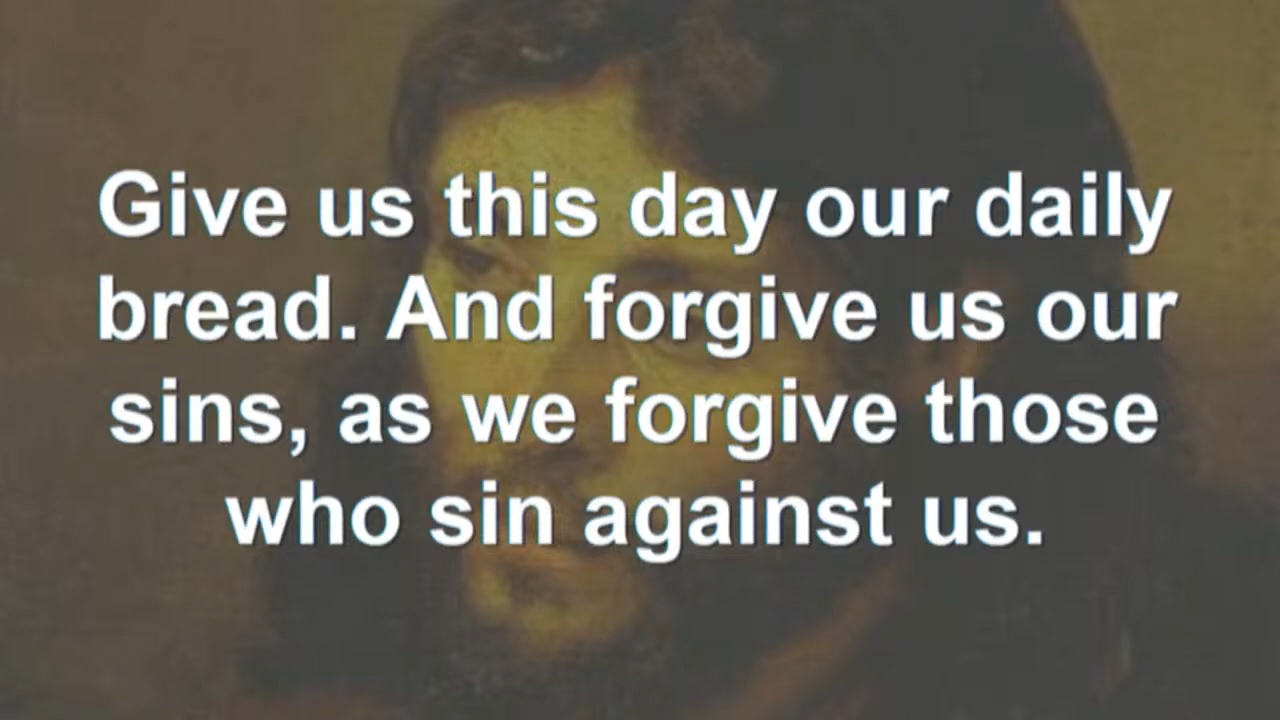 Give us this day our daily
bread. And forgive us our
sins, as we forgive those
who sin against us.